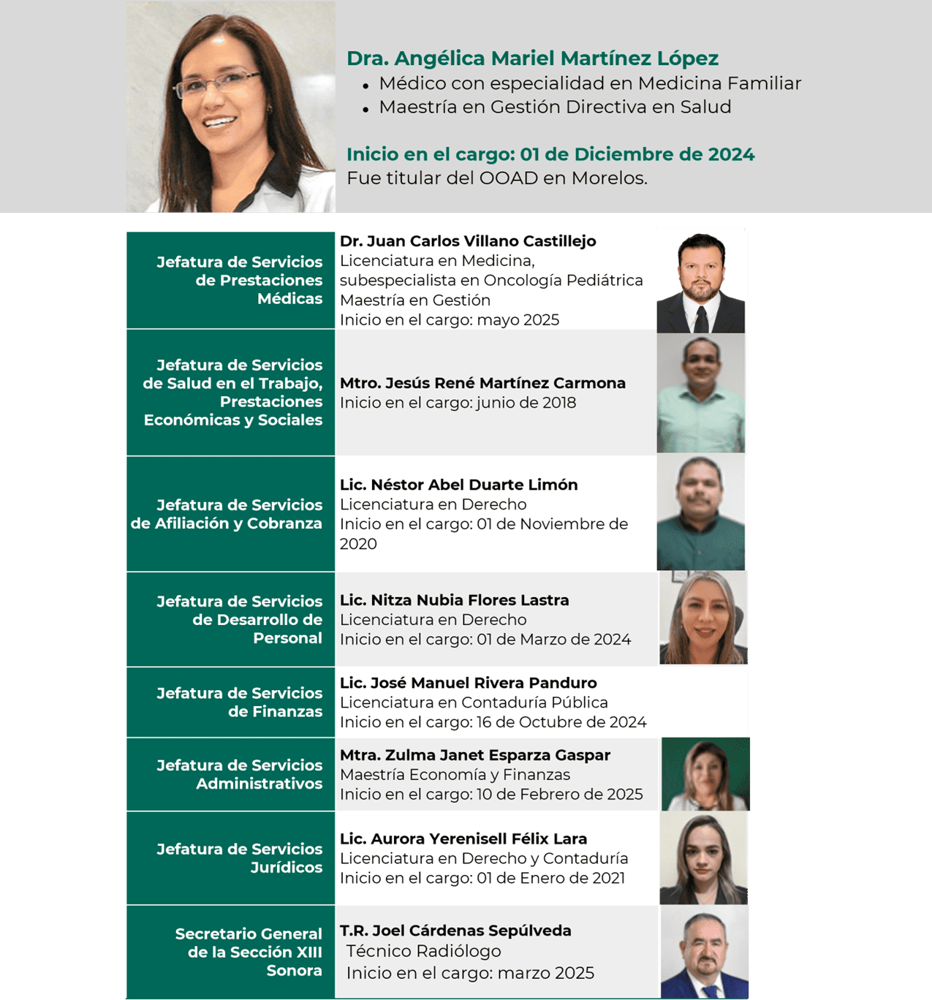 Dra. Angélica Mariel Martínez López
• Médico con especialidad en Medicina Familiar
• Maestría en Gestión Directiva en Salud
Inicio en el cargo: 01 de Diciembre de 2024
Fue titular del OOAD en Morelos.
Jefatura de Servicios
de Prestaciones
Médicas
Dr. Juan Carlos Villano Castillejo
Licenciatura en Medicina,
subespecialista en Oncología Pediátrica
Maestría en Gestión
Inicio en el cargo: mayo 2025
Jefatura de Servicios
de Salud en el Trabajo,
Prestaciones
Económicas y Sociales
Mtro. Jesús René Martínez Carmona
Inicio en el cargo: junio de 2018
Jefatura de Servicios
de Afiliación y Cobranza
Lic. Néstor Abel Duarte Limón
Licenciatura en Derecho
Inicio en el cargo: 01 de Noviembre de
2020
Jefatura de Servicios
de Desarrollo de
Personal
Lic. Nitza Nubia Flores Lastra
Licenciatura en Derecho
Inicio en el cargo: 01 de Marzo de 2024
Jefatura de Servicios
de Finanzas
Lic. José Manuel Rivera Panduro
Licenciatura en Contaduría Pública
Inicio en el cargo: 16 de Octubre de 2024
Jefatura de Servicios
Administrativos
Mtra. Zulma Janet Esparza Gaspar
Maestría Economía y Finanzas
Inicio en el cargo: 10 de Febrero de 2025
Jefatura de Servicios
Jurídicos
Lic. Aurora Yerenisell Félix Lara
Licenciatura en Derecho y Contaduría
Inicio en el cargo: 01 de Enero de 2021
Secretario General
de la Sección XIII
Sonora
T.R. Joel Cárdenas Sepúlveda
Técnico Radiólogo
Inicio en el cargo: marzo 2025